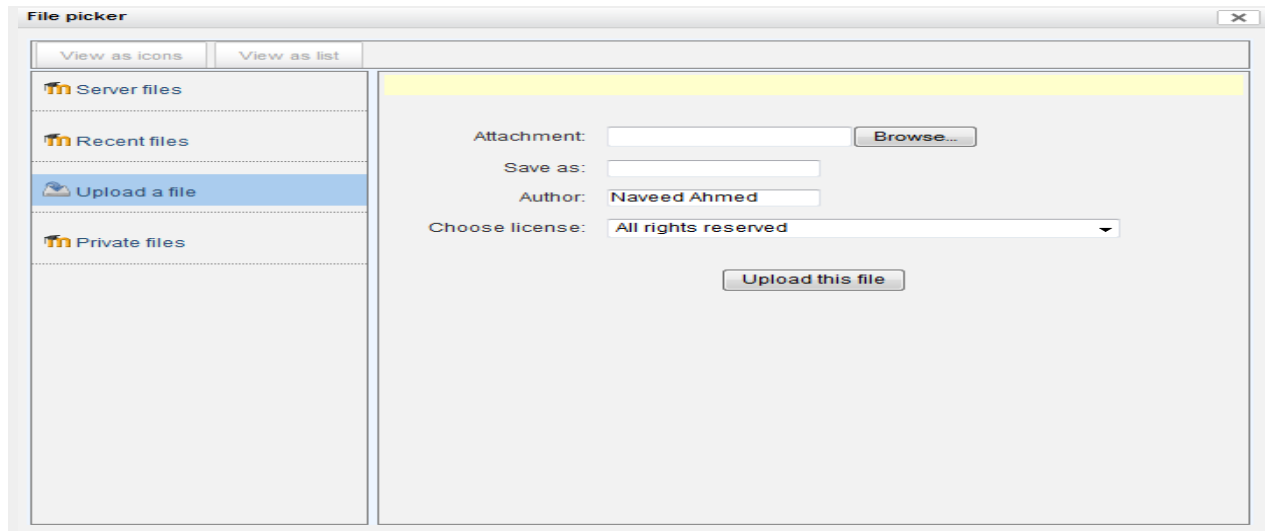 File picker
View as icons View as list
Server files
Recent files
Upload a file
Private files
Attachment: Browse...
Save as:
Author: Naveed Ahmed
Choose license: All rights reserved
Upload this file